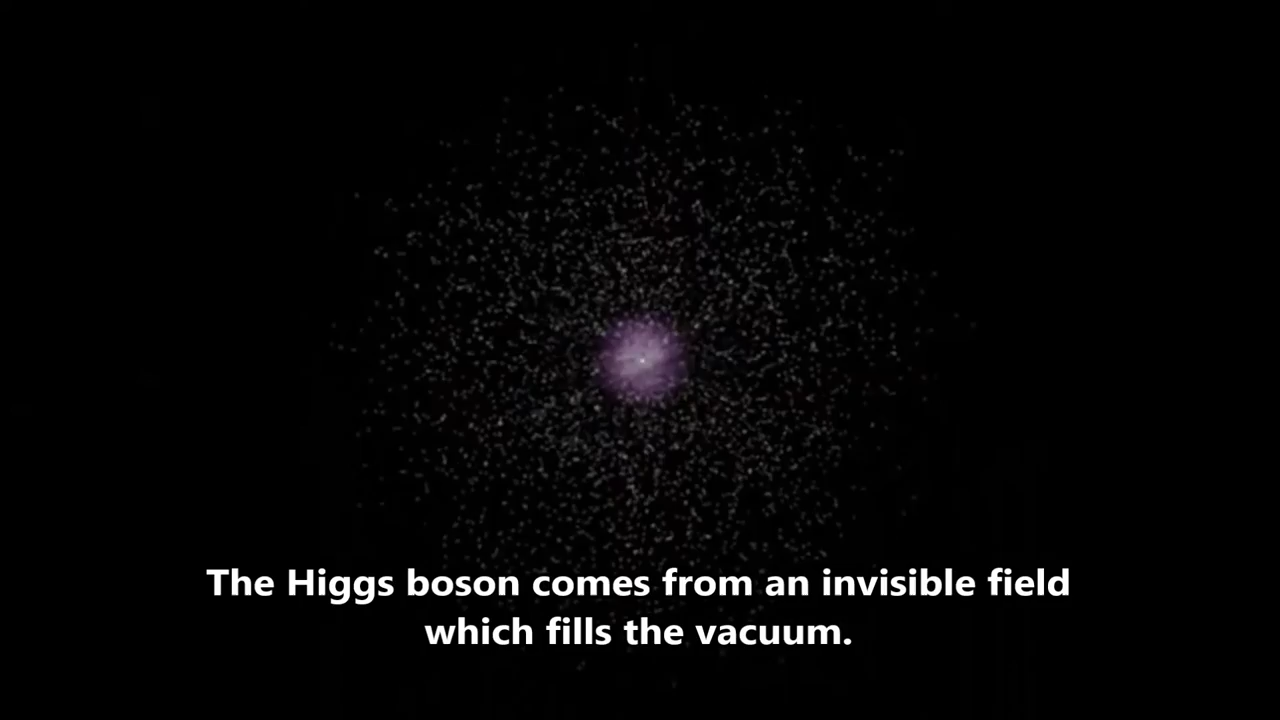 The Higgs boson comes from an invisible field
which fills the vacuum.